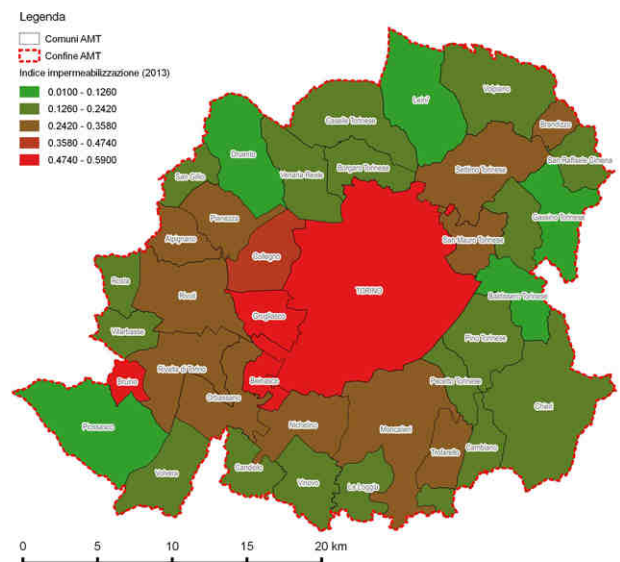 Legenda
Comuni AMT
Confine AMT
Indice impermeabilizzazione (2013)
0.0100 - 0.1260
0.1260 - 0.2420
0.2420 - 0.3580
0.3580 - 0.4740
0.4740 - 0.5900
Leinì
Volpiano
Caselle Torinese
Brandizzo
Druento
San Raffaele Cimena
San Gillio
Venaria Reale
Borgaro Torinese
Settimo Torinese
Pianezza
Gassino Torinese
Alpignano
San Mauro Torinese
Collegno
Rosta
Rivoli
TORINO
Baldissero Torinese
Grugliasco
Villarbasse
Pino Torinese
Rivalta di Torino
Bruino
Beinasco
Pecetto Torinese
Orbassano
Chieri
Piossasco
Nichelino
Moncalieri
Trofarello
Cambiano
Volvera
Candiolo
Vinovo
La Loggia
0 5 10 15 20 km